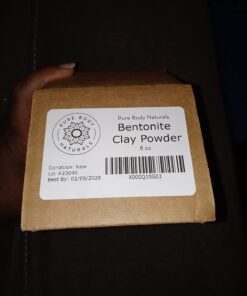 PURE BODY
NATURALS
Pure Body Naturals
Bentonite
Clay Powder
8 oz
Condition: New
Lot #23040
Best By: 02/09/2028
X000Q10G03